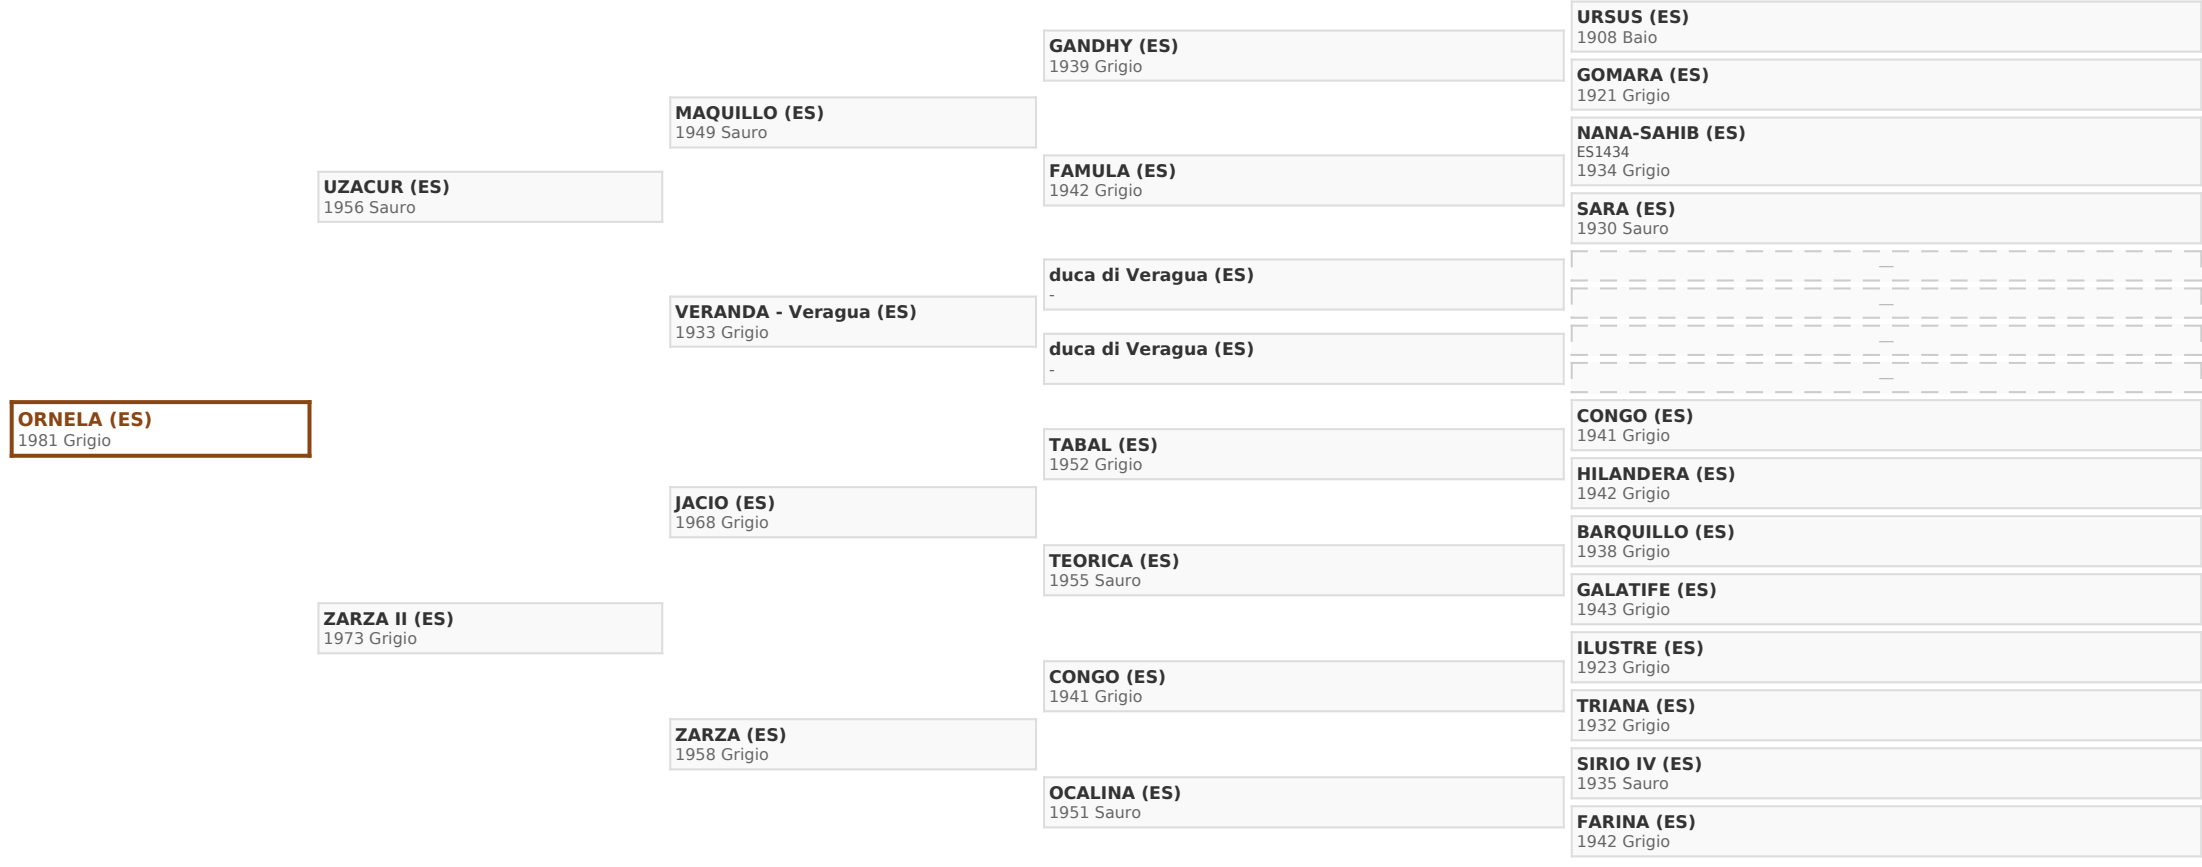 ORNELA (ES)
1981 Grigio
UZACUR (ES)
1956 Sauro
ZARZA II (ES)
1973 Grigio
MAQUILLO (ES)
1949 Sauro
VERANDA - Veragua (ES)
1933 Grigio
JACIO (ES)
1968 Grigio
ZARZA (ES)
1958 Grigio
GANDHY (ES)
1939 Grigio
FAMULA (ES)
1942 Grigio
duca di Veragua (ES)
-
duca di Veragua (ES)
-
TABAL (ES)
1952 Grigio
TEORICA (ES)
1955 Sauro
CONGO (ES)
1941 Grigio
OCALINA (ES)
1951 Sauro
URSUS (ES)
1908 Baio
GOMARA (ES)
1921 Grigio
NANA-SAHIB (ES)
ES1434
1934 Grigio
SARA (ES)
1930 Sauro
—
—
—
—
CONGO (ES)
1941 Grigio
HILANDERA (ES)
1942 Grigio
BARQUILLO (ES)
1938 Grigio
GALATIFE (ES)
1943 Grigio
ILUSTRE (ES)
1923 Grigio
TRIANA (ES)
1932 Grigio
SIRIO IV (ES)
1935 Sauro
FARINA (ES)
1942 Grigio